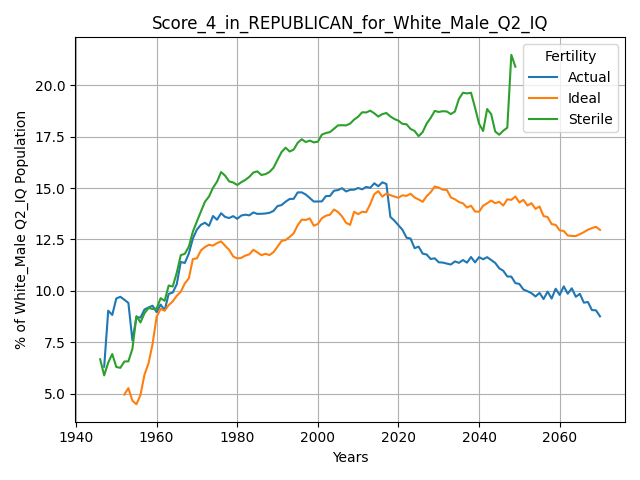 Score_4_in_REPUBLICAN_for_White_Male_Q2_IQ
% of White_Male Q2_IQ Population
20.0
17.5
15.0
12.5
10.0
7.5
5.0
Fertility
Actual
Ideal
Sterile
1940 1960 1980 2000 2020 2040 2060
Years